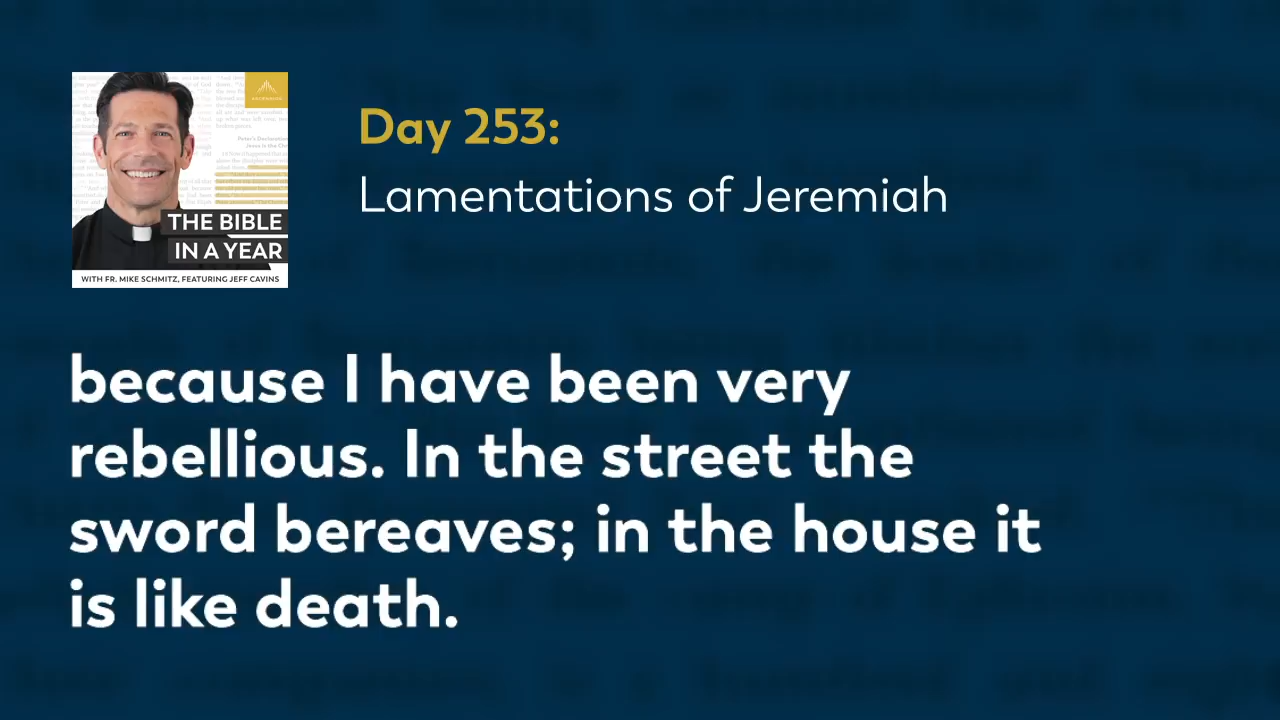 Day 253:
Lamentations of Jeremiah
THE BIBLE
IN A YEAR
WITH FR. MIKE SCHMITZ, FEATURING JEFF CAVINS
because I have been very
rebellious. In the street the
sword bereaves; in the house it
is like death.